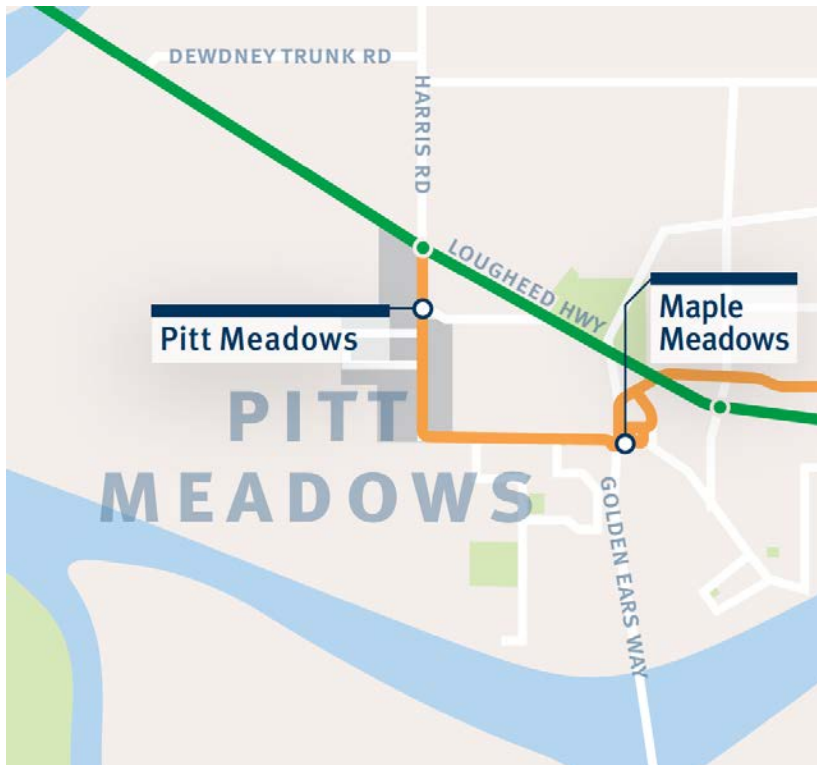 DEWDNEY TRUNK RD
HARRIS RD
LOUGHEED HWY
Pitt Meadows
Maple
Meadows
PITT
MEADOWS
GOLDEN EARS WAY